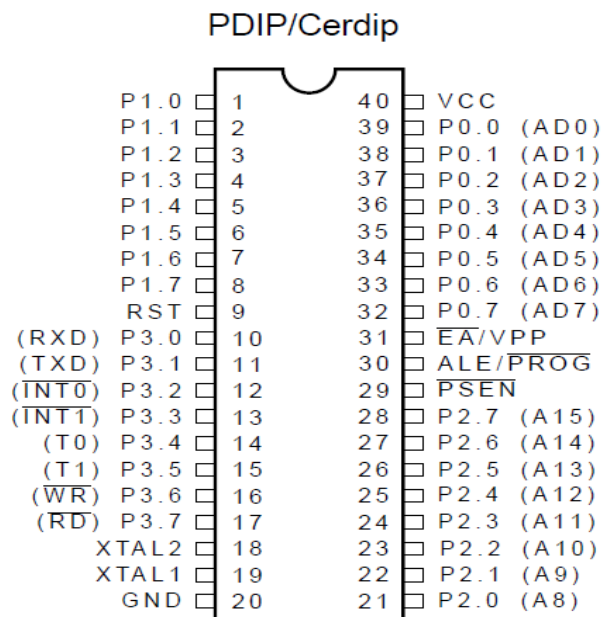 PDIP/Cerdip
P1.0 1 40 VCC
P1.1 2 39 P0.0 (AD0)
P1.2 3 38 P0.1 (AD1)
P1.3 4 37 P0.2 (AD2)
P1.4 5 36 P0.3 (AD3)
P1.5 6 35 P0.4 (AD4)
P1.6 7 34 P0.5 (AD5)
P1.7 8 33 P0.6 (AD6)
RST 9 32 P0.7 (AD7)
(RXD) P3.0 10 31 E̅A̅/VPP
(TXD) P3.1 11 30 ALE/P̅R̅O̅G̅
(I̅N̅T̅0̅) P3.2 12 29 P̅S̅E̅N̅
(I̅N̅T̅1̅) P3.3 13 28 P2.7 (A15)
(T0) P3.4 14 27 P2.6 (A14)
(T1) P3.5 15 26 P2.5 (A13)
(W̅R̅) P3.6 16 25 P2.4 (A12)
(R̅D̅) P3.7 17 24 P2.3 (A11)
XTAL2 18 23 P2.2 (A10)
XTAL1 19 22 P2.1 (A9)
GND 20 21 P2.0 (A8)